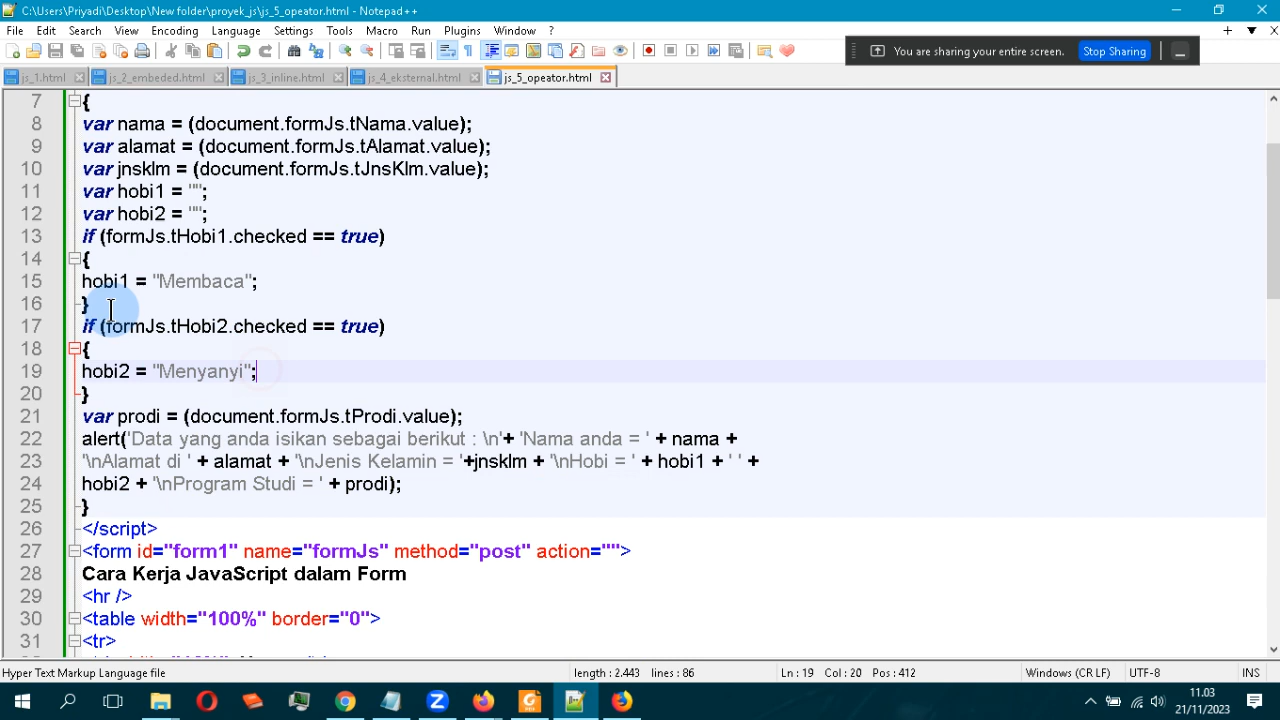 C:\Users\Priyadi\Desktop\New folder\proyek_js\js_5_opeator.html - Notepad++
File Edit Search View Encoding Language Settings Tools Macro Run Plugins Window ?
You are sharing your entire screen. Stop Sharing
js_1.html js_2_embeded.html js_3_inline.html js_4_eksternal.html js_5_opeator.html
7 {
8 var nama = (document.formJs.tNama.value);
9 var alamat = (document.formJs.tAlamat.value);
10 var jnsklm = (document.formJs.tJnsKlm.value);
11 var hobi1 = "";
12 var hobi2 = "";
13 if (formJs.tHobi1.checked == true)
14 {
15 hobi1 = "Membaca";
16 }
17 if (formJs.tHobi2.checked == true)
18 {
19 hobi2 = "Menyanyi";
20 }
21 var prodi = (document.formJs.tProdi.value);
22 alert('Data yang anda isikan sebagai berikut : \n'+ 'Nama anda = ' + nama +
23 '\nAlamat di ' + alamat + '\nJenis Kelamin = '+jnsklm + '\nHobi = ' + hobi1 + ' ' +
24 hobi2 + '\nProgram Studi = ' + prodi);
25 }
26 </script>
27 <form id="form1" name="formJs" method="post" action="">
28 Cara Kerja JavaScript dalam Form
29 <hr />
30 <table width="100%" border="0">
31 <tr>
Hyper Text Markup Language file length : 2.443 lines : 86 Ln : 19 Col : 20 Pos : 412 Windows (CR LF) UTF-8 INS
11.03
21/11/2023